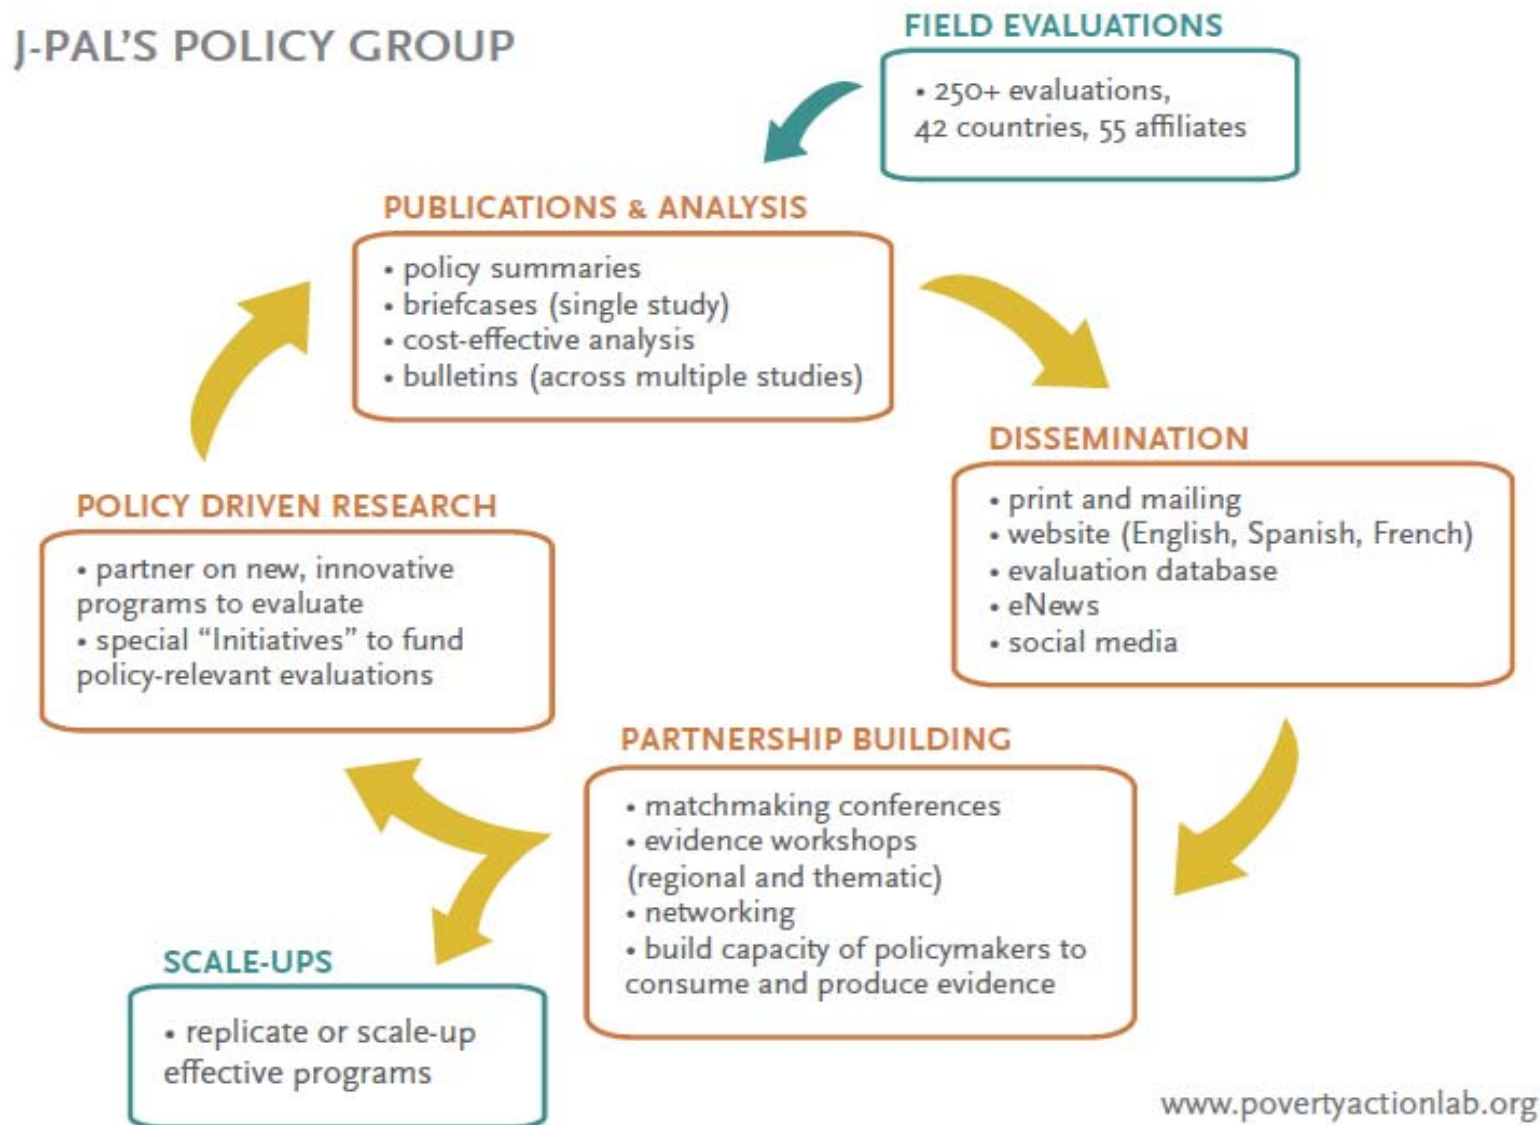 J-PAL'S POLICY GROUP
FIELD EVALUATIONS
• 250+ evaluations,
42 countries, 55 affiliates
PUBLICATIONS & ANALYSIS
• policy summaries
• briefcases (single study)
• cost-effective analysis
• bulletins (across multiple studies)
DISSEMINATION
• print and mailing
• website (English, Spanish, French)
• evaluation database
• eNews
• social media
POLICY DRIVEN RESEARCH
• partner on new, innovative
programs to evaluate
• special “Initiatives” to fund
policy-relevant evaluations
PARTNERSHIP BUILDING
• matchmaking conferences
• evidence workshops
(regional and thematic)
• networking
• build capacity of policymakers to
consume and produce evidence
SCALE-UPS
• replicate or scale-up
effective programs
www.povertyactionlab.org